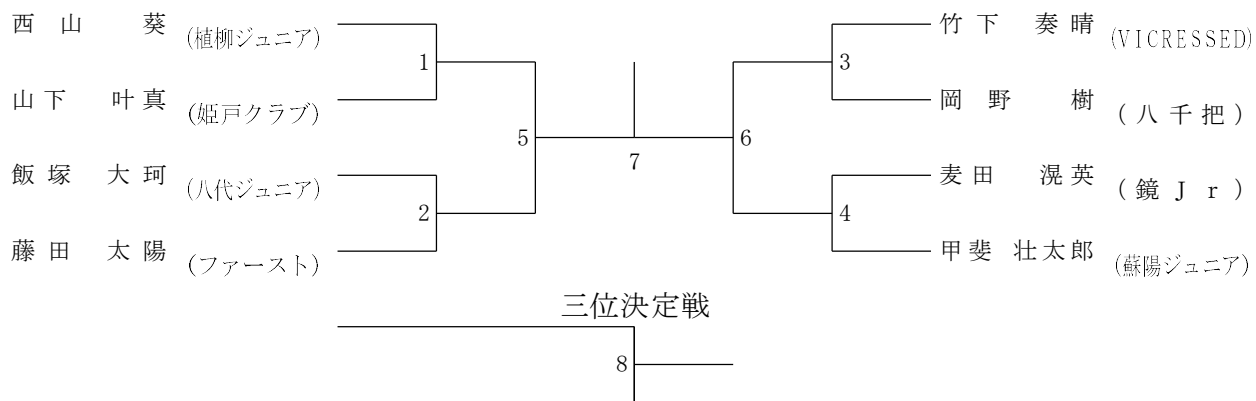 西山 葵 (植柳ジュニア)
1
山下 叶真 (姫戸クラブ)
5
飯塚 大珂 (八代ジュニア)
2
藤田 太陽 (ファースト)
7
竹下 奏晴 (VICRESSED)
3
岡野 樹 (八千把)
6
麦田 滉英 (鏡Jr)
4
甲斐 壮太郎 (蘇陽ジュニア)
三位決定戦
8